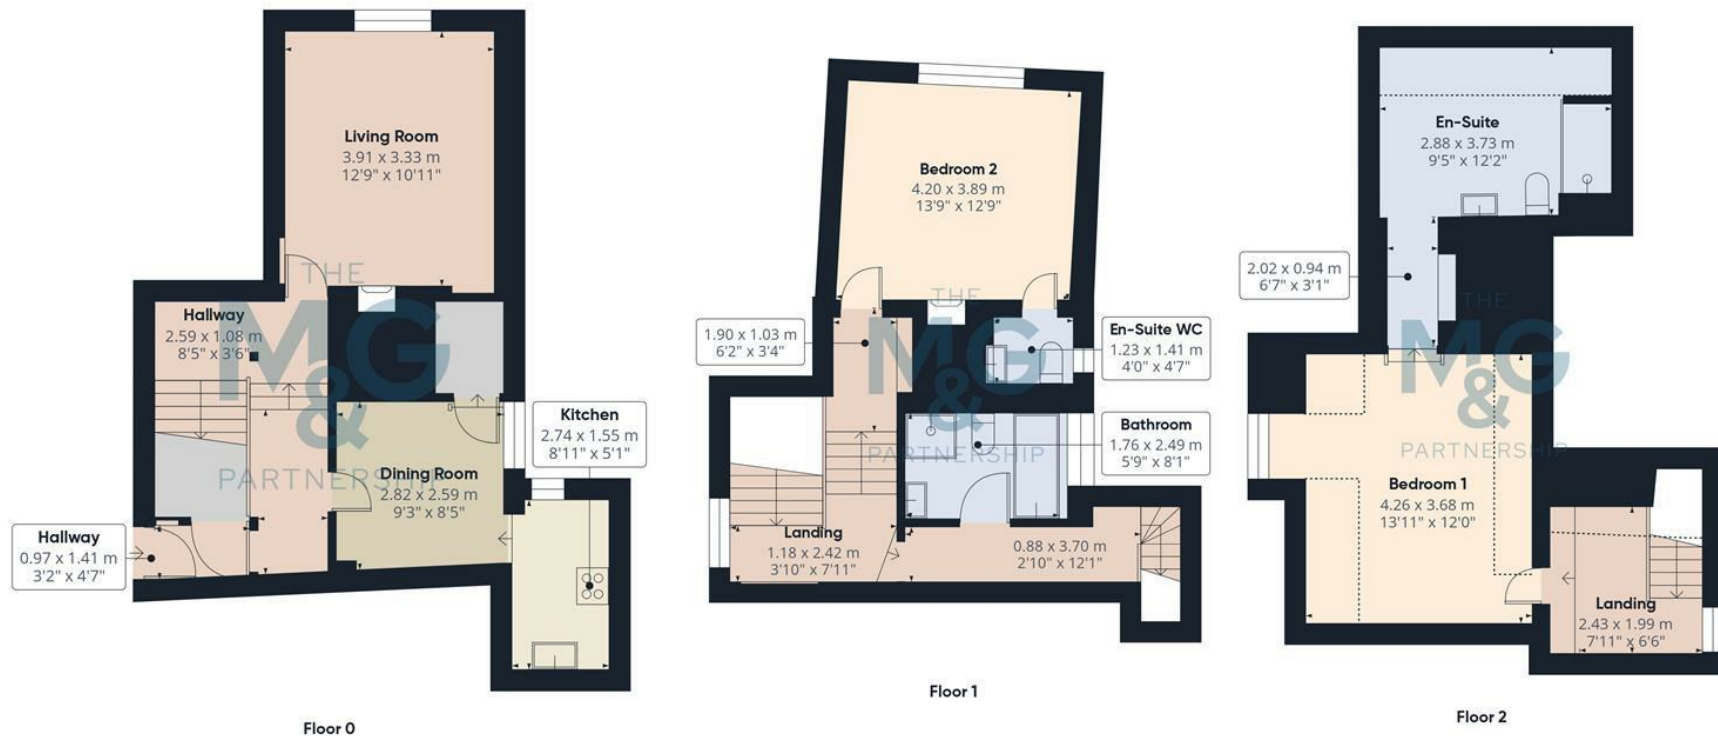 Living Room
3.91 x 3.33 m
12'9" x 10'11"
THE
M&G
PARTNERSHIP
Hallway
2.59 x 1.08 m
8'5" x 3'6"
Kitchen
2.74 x 1.55 m
8'11" x 5'1"
Dining Room
2.82 x 2.59 m
9'3" x 8'5"
Hallway
0.97 x 1.41 m
3'2" x 4'7"
Floor 0
Bedroom 2
4.20 x 3.89 m
13'9" x 12'9"
THE
M&G
PARTNERSHIP
1.90 x 1.03 m
6'2" x 3'4"
En-Suite WC
1.23 x 1.41 m
4'0" x 4'7"
Bathroom
1.76 x 2.49 m
5'9" x 8'1"
Landing
1.18 x 2.42 m
3'10" x 7'11"
0.88 x 3.70 m
2'10" x 12'1"
Floor 1
En-Suite
2.88 x 3.73 m
9'5" x 12'2"
2.02 x 0.94 m
6'7" x 3'1"
THE
M&G
PARTNERSHIP
Bedroom 1
4.26 x 3.68 m
13'11" x 12'0"
Landing
2.43 x 1.99 m
7'11" x 6'6"
Floor 2